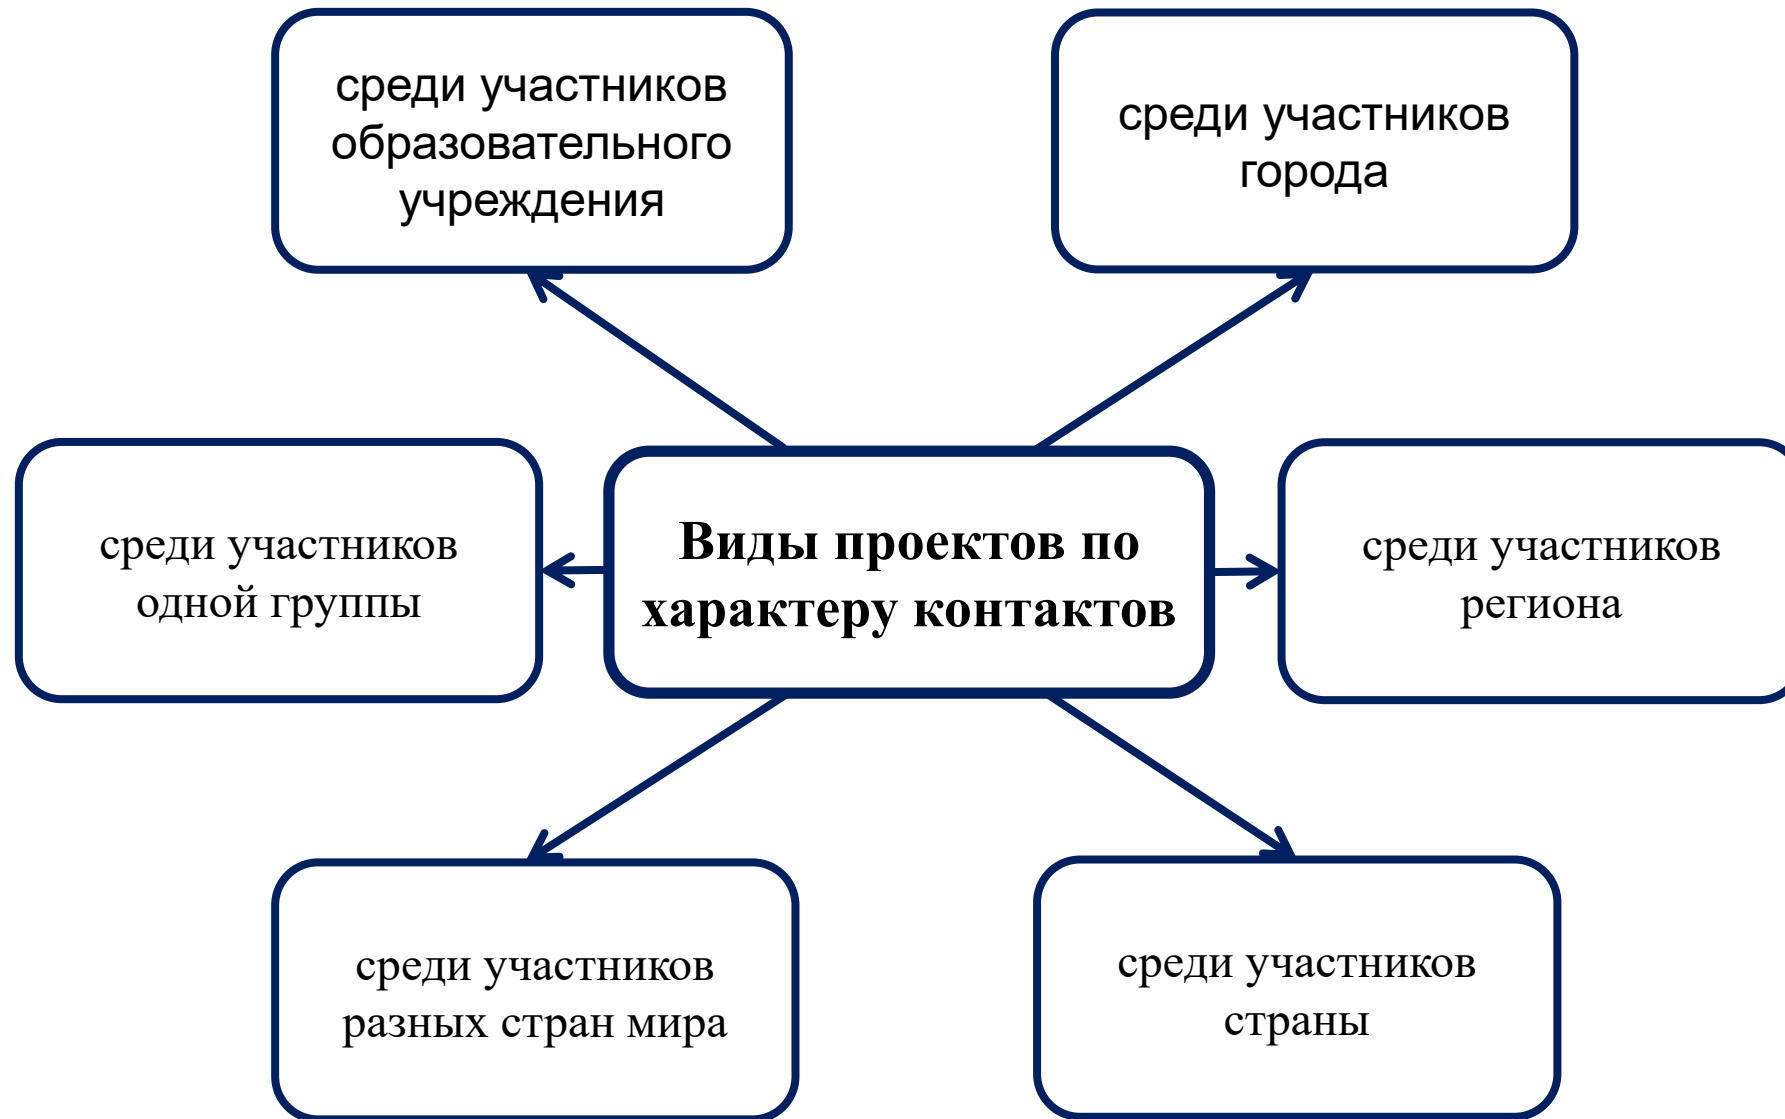 среди участников
образовательного
учреждения
среди участников
города
среди участников
одной группы
Виды проектов по
характеру контактов
среди участников
региона
среди участников
разных стран мира
среди участников
страны